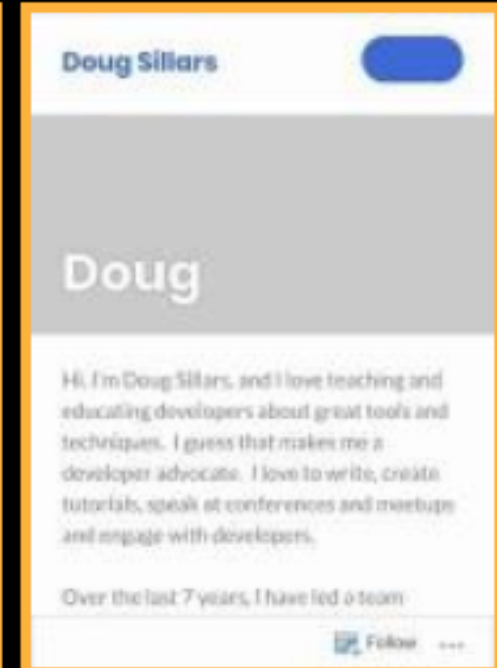 Doug Sillars
Doug
Hi, I'm Doug Sillars, and I love teaching and
educating developers about great tools and
techniques. I guess that makes me a
developer advocate. I love to write, create
tutorials, speak at conferences and meetups
and engage with developers.
Over the last 7 years, I have led a team
Follow ...